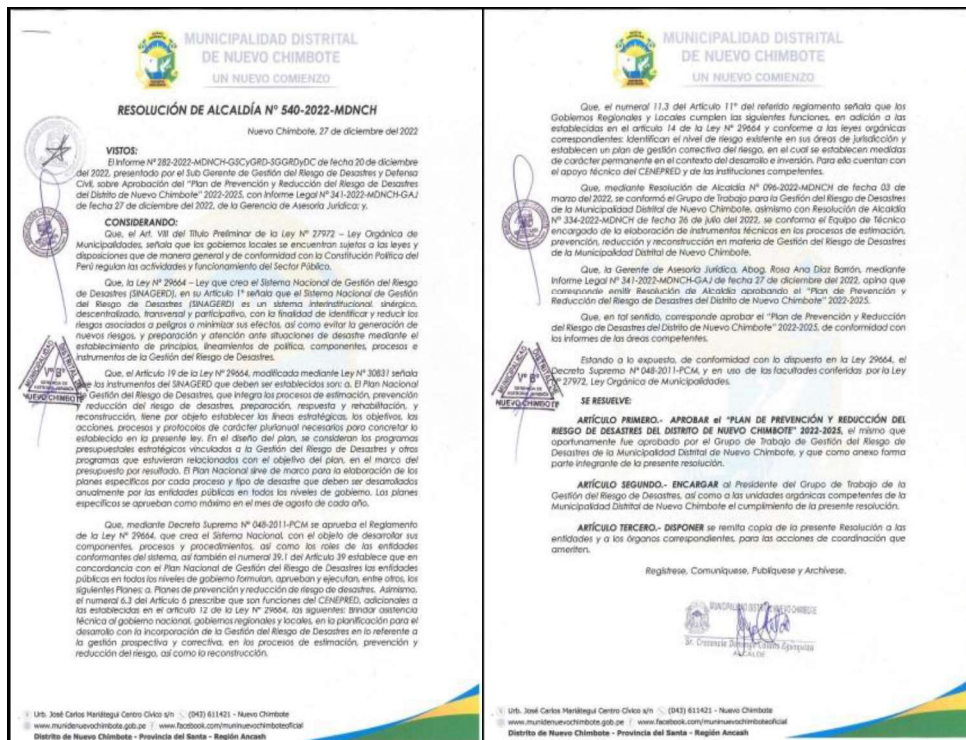 MUNICIPALIDAD DISTRITAL
DE NUEVO CHIMBOTE
UN NUEVO COMIENZO
RESOLUCIÓN DE ALCALDÍA N° 540-2022-MDNCH
Nuevo Chimbote, 27 de diciembre del 2022
VISTOS:
El Informe N° 282-2022-MDNCH-GSCyGRD-SGGRDyDC de fecha 20 de diciembre
del 2022, presentado por el Sub Gerente de Gestión del Riesgo de Desastres y Defensa
Civil, sobre Aprobación del "Plan de Prevención y Reducción del Riesgo de Desastres
del Distrito de Nuevo Chimbote" 2022-2025, con Informe Legal N° 341-2022-MDNCH-GAJ
de fecha 27 de diciembre del 2022, de la Gerencia de Asesoría Jurídica; y,
CONSIDERANDO:
Que, el Art. VIII del Título Preliminar de la Ley N° 27972 – Ley Orgánica de
Municipalidades, señala que los gobiernos locales se encuentran sujetos a las leyes y
disposiciones que de manera general y de conformidad con la Constitución Política del
Perú regulan las actividades y funcionamiento del Sector Público.
Que, la Ley N° 29664 – Ley que crea el Sistema Nacional de Gestión del Riesgo
de Desastres (SINAGERD), en su Artículo 1° señala que el Sistema Nacional de Gestión
del Riesgo de Desastres (SINAGERD) es un sistema interinstitucional, sinérgico,
descentralizado, transversal y participativo, con la finalidad de identificar y reducir los
riesgos asociados a peligros o minimizar sus efectos, así como evitar la generación de
nuevos riesgos, y preparación y atención ante situaciones de desastre mediante el
establecimiento de principios, lineamientos de política, componentes, procesos e
instrumentos de la Gestión del Riesgo de Desastres.
Que, el Artículo 19 de la Ley N° 29664, modificada mediante Ley N° 30831 señala
que los instrumentos del SINAGERD que deben ser establecidos son: a. El Plan Nacional
de Gestión del Riesgo de Desastres, que integra los procesos de estimación, prevención
y reducción del riesgo de desastres, preparación, respuesta y rehabilitación, y
reconstrucción, tiene por objeto establecer las líneas estratégicas, los objetivos, las
acciones, procesos y protocolos de carácter plurianual necesarios para concretar lo
establecido en la presente ley. En el diseño del plan, se consideran los programas
presupuestales estratégicos vinculados a la Gestión del Riesgo de Desastres y otros
programas que estuvieran relacionados con el objetivo del plan, en el marco del
presupuesto por resultado. El Plan Nacional sirve de marco para la elaboración de los
planes específicos por cada proceso y tipo de desastre que deben ser desarrollados
anualmente por las entidades públicas en todos los niveles de gobierno. Los planes
específicos se aprueban como máximo en el mes de agosto de cada año.
Que, mediante Decreto Supremo N° 048-2011-PCM se aprueba el Reglamento
de la Ley N° 29664, que crea el Sistema Nacional, con el objeto de desarrollar sus
componentes, procesos y procedimientos, así como los roles de las entidades
conformantes del sistema, así también el numeral 39.1 del Artículo 39 establece que en
concordancia con el Plan Nacional de Gestión del Riesgo de Desastres las entidades
públicas en todos los niveles de gobierno formulan, aprueban y ejecutan, entre otros, los
siguientes Planes: a. Planes de prevención y reducción de riesgo de desastres. Asimismo,
el numeral 6.3 del Artículo 6 prescribe que son funciones del CENEPRED, adicionales a
las establecidas en el artículo 12 de la Ley N° 29664, las siguientes: Brindar asistencia
técnica al gobierno nacional, gobiernos regionales y locales, en la planificación para el
desarrollo con la incorporación de la Gestión del Riesgo de Desastres en lo referente a
la gestión prospectiva y correctiva, en los procesos de estimación, prevención y
reducción del riesgo, así como la reconstrucción.
MUNICIPALIDAD DISTRITAL
V° B°
GERENCIA DE
ASESORÍA JURÍDICA
NUEVO CHIMBOTE
Urb. José Carlos Mariátegui Centro Cívico s/n (043) 611421 - Nuevo Chimbote
www.munidenuevochimbote.gob.pe www.facebook.com/muninuevochimboteoficial
Distrito de Nuevo Chimbote - Provincia del Santa - Región Ancash
MUNICIPALIDAD DISTRITAL
DE NUEVO CHIMBOTE
UN NUEVO COMIENZO
Que, el numeral 11.3 del Artículo 11° del referido reglamento señala que los
Gobiernos Regionales y Locales cumplen las siguientes funciones, en adición a las
establecidas en el artículo 14 de la Ley N° 29664 y conforme a las leyes orgánicas
correspondientes: Identifican el nivel de riesgo existente en sus áreas de jurisdicción y
establecen un plan de gestión correctiva del riesgo, en el cual se establecen medidas
de carácter permanente en el contexto del desarrollo e inversión. Para ello cuentan con
el apoyo técnico del CENEPRED y de las instituciones competentes.
Que, mediante Resolución de Alcaldía N° 096-2022-MDNCH de fecha 03 de
marzo del 2022, se conformó el Grupo de Trabajo para la Gestión del Riesgo de Desastres
de la Municipalidad Distrital de Nuevo Chimbote, asimismo con Resolución de Alcaldía
N° 334-2022-MDNCH de fecha 26 de julio del 2022, se conforma el Equipo de Técnico
encargado de la elaboración de instrumentos técnicos en los procesos de estimación,
prevención, reducción y reconstrucción en materia de Gestión del Riesgo de Desastres
de la Municipalidad Distrital de Nuevo Chimbote.
Que, la Gerente de Asesoría Jurídica, Abog. Rosa Ana Díaz Barrón, mediante
Informe Legal N° 341-2022-MDNCH-GAJ de fecha 27 de diciembre del 2022, opina que
corresponde emitir Resolución de Alcaldía aprobando el "Plan de Prevención y
Reducción del Riesgo de Desastres del Distrito de Nuevo Chimbote" 2022-2025.
Que, en tal sentido, corresponde aprobar el "Plan de Prevención y Reducción
del Riesgo de Desastres del Distrito de Nuevo Chimbote" 2022-2025, de conformidad con
los informes de las áreas competentes.
Estando a lo expuesto, de conformidad con lo dispuesto en la Ley 29664, el
Decreto Supremo N° 048-2011-PCM, y en uso de las facultades conferidas por la Ley
N° 27972, Ley Orgánica de Municipalidades.
SE RESUELVE:
ARTÍCULO PRIMERO.- APROBAR el "PLAN DE PREVENCIÓN Y REDUCCIÓN DEL
RIESGO DE DESASTRES DEL DISTRITO DE NUEVO CHIMBOTE" 2022-2025, el mismo que
oportunamente fue aprobado por el Grupo de Trabajo de Gestión del Riesgo de
Desastres de la Municipalidad Distrital de Nuevo Chimbote, y que como anexo forma
parte integrante de la presente resolución.
ARTÍCULO SEGUNDO.- ENCARGAR al Presidente del Grupo de Trabajo de la
Gestión del Riesgo de Desastres, así como a las unidades orgánicas competentes de la
Municipalidad Distrital de Nuevo Chimbote el cumplimiento de la presente resolución.
ARTÍCULO TERCERO.- DISPONER se remita copia de la presente Resolución a las
entidades y a los órganos correspondientes, para las acciones de coordinación que
ameriten.
Regístrese, Comuníquese, Publíquese y Archívese.
MUNICIPALIDAD DISTRITAL DE NUEVO CHIMBOTE
Sr. Crecencio Domingo Caldas Egúsquiza
ALCALDE
MUNICIPALIDAD DISTRITAL
V° B°
GERENCIA DE
ASESORÍA JURÍDICA
NUEVO CHIMBOTE
Urb. José Carlos Mariátegui Centro Cívico s/n (043) 611421 - Nuevo Chimbote
www.munidenuevochimbote.gob.pe www.facebook.com/muninuevochimboteoficial
Distrito de Nuevo Chimbote - Provincia del Santa - Región Ancash